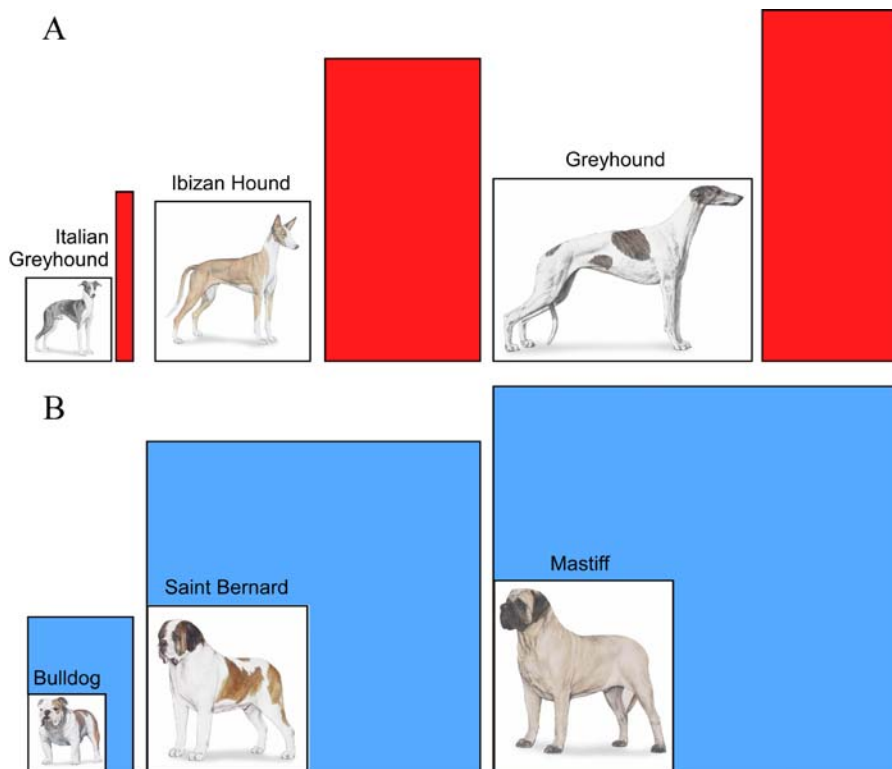 A
Greyhound
Ibizan Hound
Italian
Greyhound
B
Mastiff
Saint Bernard
Bulldog